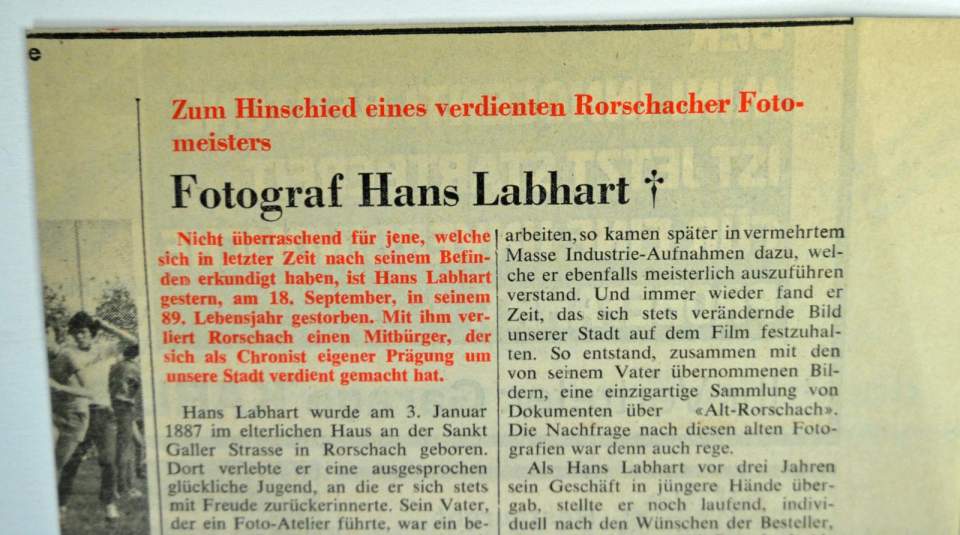 e
Zum Hinschied eines verdienten Rorschacher Foto-
meisters
Fotograf Hans Labhart †
Nicht überraschend für jene, welche
sich in letzter Zeit nach seinem Befin-
den erkundigt haben, ist Hans Labhart
gestern, am 18. September, in seinem
89. Lebensjahr gestorben. Mit ihm ver-
liert Rorschach einen Mitbürger, der
sich als Chronist eigener Prägung um
unsere Stadt verdient gemacht hat.
Hans Labhart wurde am 3. Januar
1887 im elterlichen Haus an der Sankt
Galler Strasse in Rorschach geboren.
Dort verlebte er eine ausgesprochen
glückliche Jugend, an die er sich stets
mit Freude zurückerinnerte. Sein Vater,
der ein Foto-Atelier führte, war ein be-
arbeiten, so kamen später in vermehrtem
Masse Industrie-Aufnahmen dazu, wel-
che er ebenfalls meisterlich auszuführen
verstand. Und immer wieder fand er
Zeit, das sich stets verändernde Bild
unserer Stadt auf dem Film festzuhal-
ten. So entstand, zusammen mit den
von seinem Vater übernommenen Bil-
dern, eine einzigartige Sammlung von
Dokumenten über «Alt-Rorschach».
Die Nachfrage nach diesen alten Foto-
grafien war denn auch rege.
Als Hans Labhart vor drei Jahren
sein Geschäft in jüngere Hände über-
gab, stellte er noch laufend, indivi-
duell nach den Wünschen der Besteller,